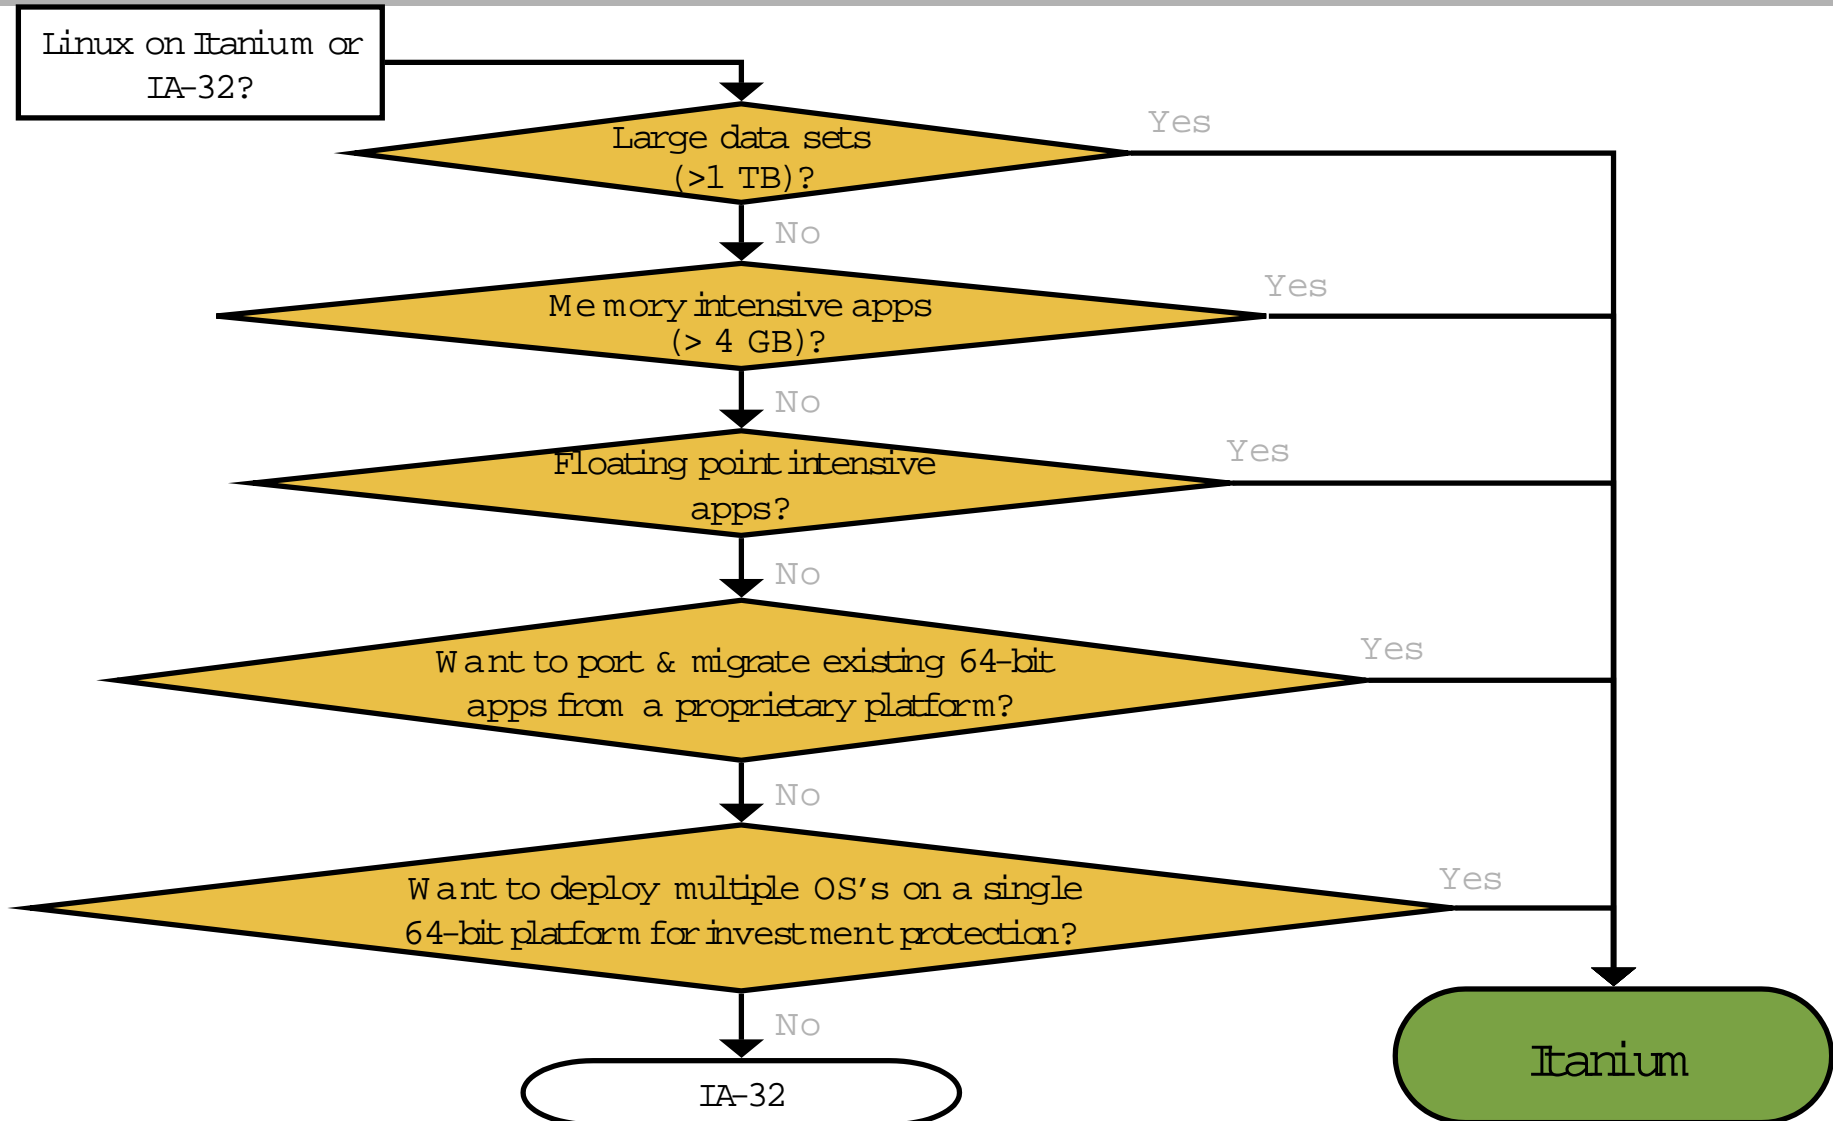 Linux on Itanium or
IA-32?
Large data sets
(>1 TB)?
Yes
No
Memory intensive apps
(> 4 GB)?
Yes
No
Floating point intensive
apps?
Yes
No
Want to port & migrate existing 64-bit
apps from a proprietary platform?
Yes
No
Want to deploy multiple OS's on a single
64-bit platform for investment protection?
Yes
No
IA-32
Itanium